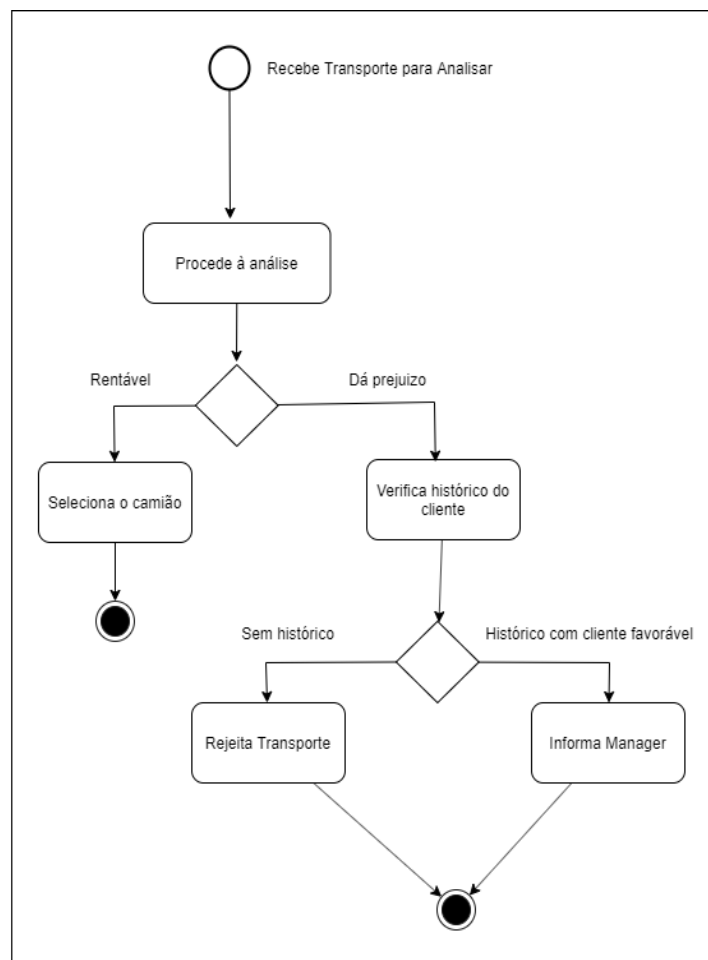 Recebe Transporte para Analisar
Procede à análise
Rentável
Dá prejuizo
Seleciona o camião
Verifica histórico do
cliente
Sem histórico
Histórico com cliente favorável
Rejeita Transporte
Informa Manager